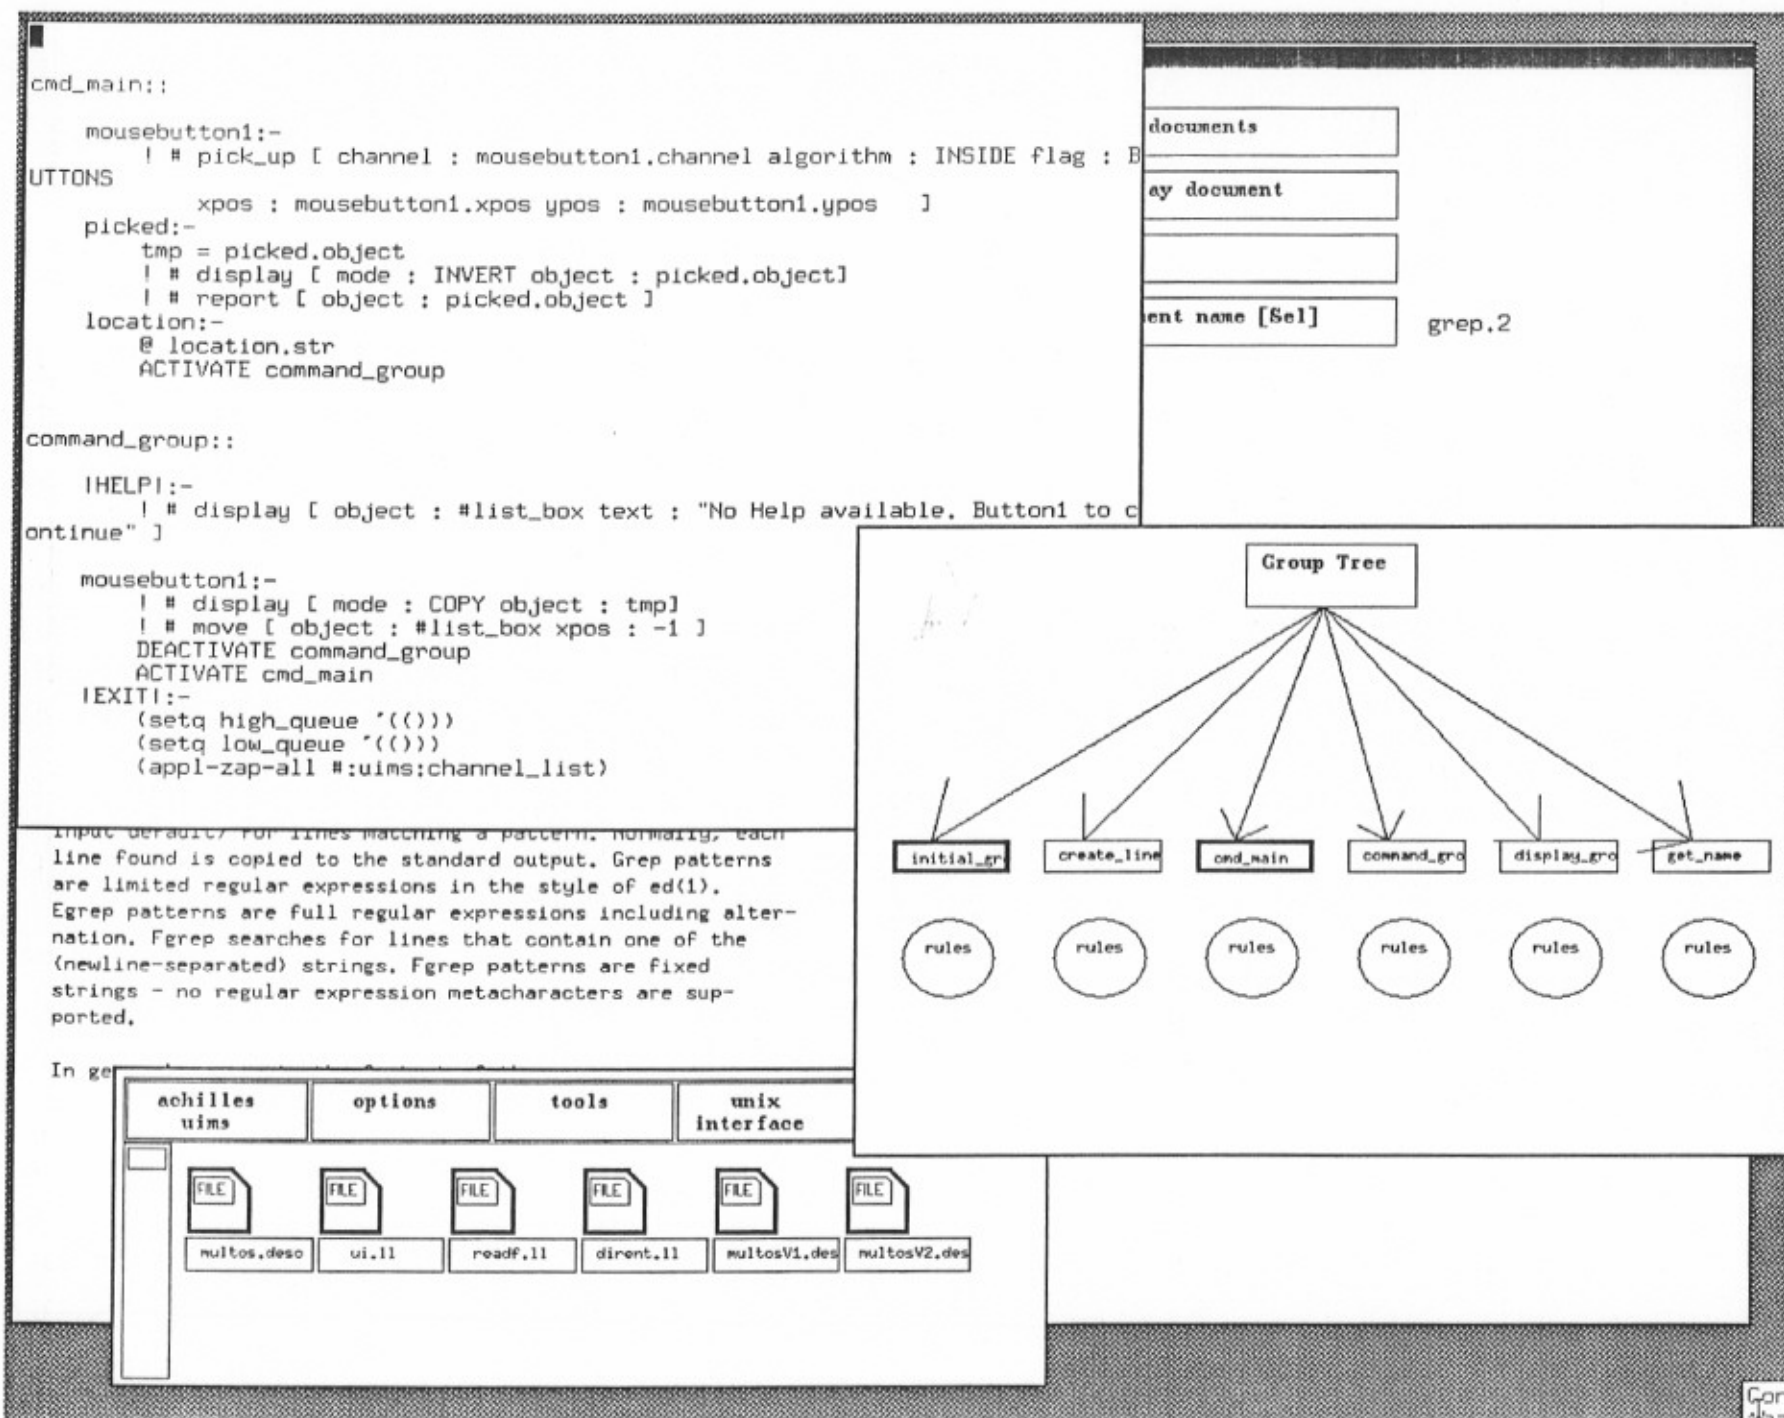 cmd_main::
mousebutton1:-
! # pick_up [ channel : mousebutton1.channel algorithm : INSIDE flag : B
UTTONS
xpos : mousebutton1.xpos ypos : mousebutton1.ypos ]
picked:-
tmp = picked.object
! # display [ mode : INVERT object : picked.object]
! # report [ object : picked.object ]
location:-
@ location.str
ACTIVATE command_group
command_group::
|HELP|:-
! # display [ object : #list_box text : "No Help available. Button1 to c
ontinue" ]
mousebutton1:-
! # display [ mode : COPY object : tmp]
! # move [ object : #list_box xpos : -1 ]
DEACTIVATE command_group
ACTIVATE cmd_main
|EXIT|:-
(setq high_queue '(()))
(setq low_queue '(()))
(appl-zap-all #:uims:channel_list)
documents
ay document
ent name [Sel]
grep.2
Group Tree
initial_gr
create_line
cmd_main
command_gro
display_gro
get_name
rules
rules
rules
rules
rules
rules
input default) for lines matching a pattern. Normally, each
line found is copied to the standard output. Grep patterns
are limited regular expressions in the style of ed(1).
Egrep patterns are full regular expressions including alter-
nation. Fgrep searches for lines that contain one of the
(newline-separated) strings. Fgrep patterns are fixed
strings - no regular expression metacharacters are sup-
ported.
In ge
achilles
uims
options
tools
unix
interface
FILE
FILE
FILE
FILE
FILE
FILE
multos.desc
ui.ll
readf.ll
dirent.ll
multosV1.des
multosV2.des